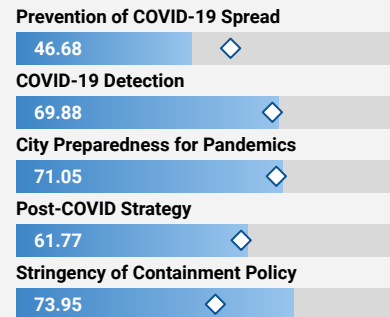 Prevention of COVID-19 Spread
46.68
COVID-19 Detection
69.88
City Preparedness for Pandemics
71.05
Post-COVID Strategy
61.77
Stringency of Containment Policy
73.95